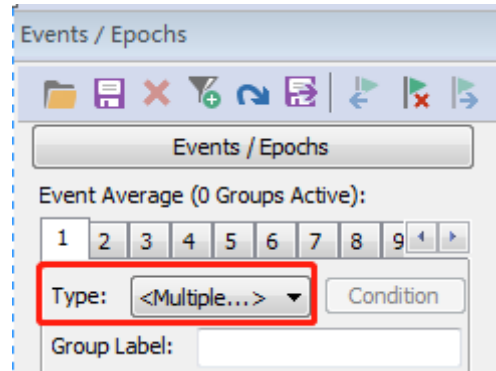 Events / Epochs
Events / Epochs
Event Average (0 Groups Active):
1 2 3 4 5 6 7 8 9
Type: <Multiple...> Condition
Group Label: